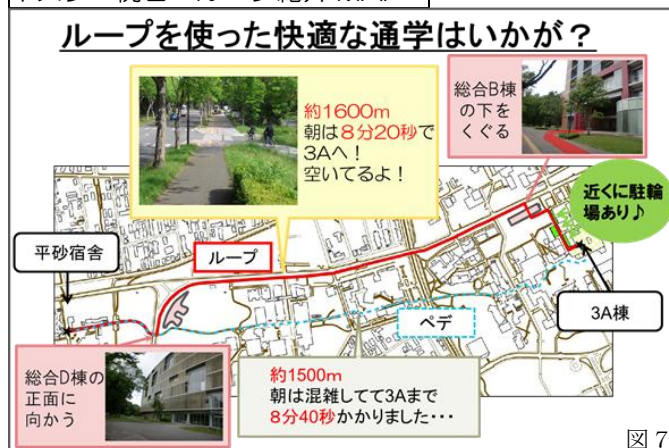 ループを使った快適な通学はいかが？
約1600m
朝は8分20秒で
3Aへ！
空いてるよ！
総合B棟
の下を
くぐる
近くに駐輪
場あり♪
平砂宿舎
ループ
ペデ
3A棟
総合D棟の
正面に
向かう
約1500m
朝は混雑してて3Aまで
8分40秒かかりました・・・
図 7